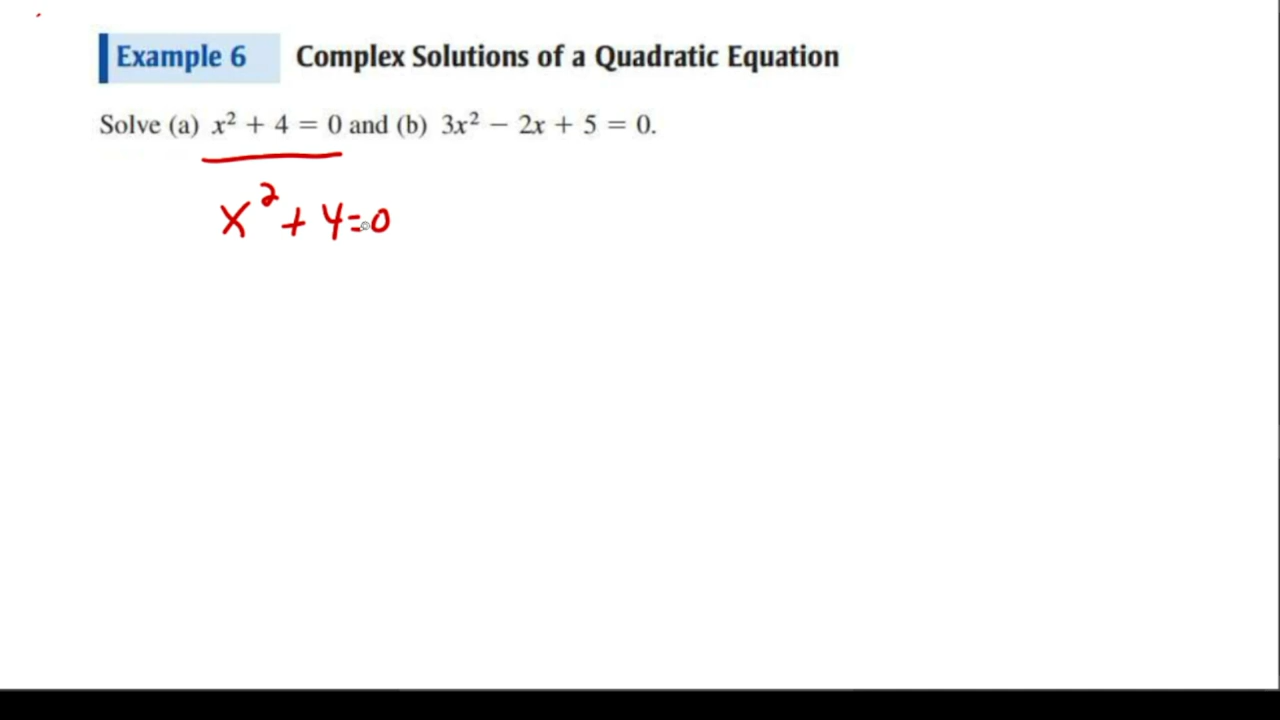 Example 6 Complex Solutions of a Quadratic Equation
Solve (a) x² + 4 = 0 and (b) 3x² − 2x + 5 = 0.
x² + 4 = 0